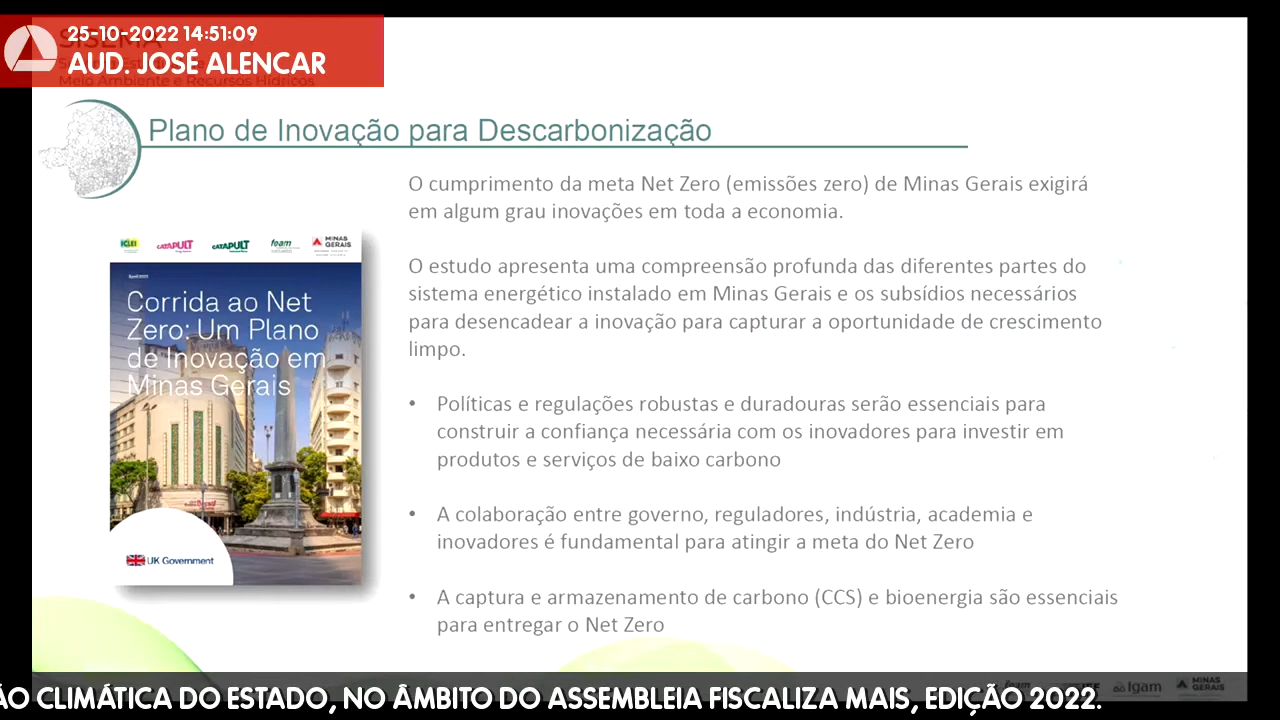 25-10-2022 14:51:09
AUD. JOSÉ ALENCAR
Meio Ambiente e Recursos Hídricos
Plano de Inovação para Descarbonização
O cumprimento da meta Net Zero (emissões zero) de Minas Gerais exigirá
em algum grau inovações em toda a economia.
O estudo apresenta uma compreensão profunda das diferentes partes do
sistema energético instalado em Minas Gerais e os subsídios necessários
para desencadear a inovação para capturar a oportunidade de crescimento
limpo.
• Políticas e regulações robustas e duradouras serão essenciais para
construir a confiança necessária com os inovadores para investir em
produtos e serviços de baixo carbono
• A colaboração entre governo, reguladores, indústria, academia e
inovadores é fundamental para atingir a meta do Net Zero
• A captura e armazenamento de carbono (CCS) e bioenergia são essenciais
para entregar o Net Zero
ICLEI CATAPULT CATAPULT feam MINAS GERAIS
Corrida ao Net
Zero: Um Plano
de Inovação em
Minas Gerais
UK Government
feam Igam MINAS GERAIS
ÃO CLIMÁTICA DO ESTADO, NO ÂMBITO DO ASSEMBLEIA FISCALIZA MAIS, EDIÇÃO 2022.